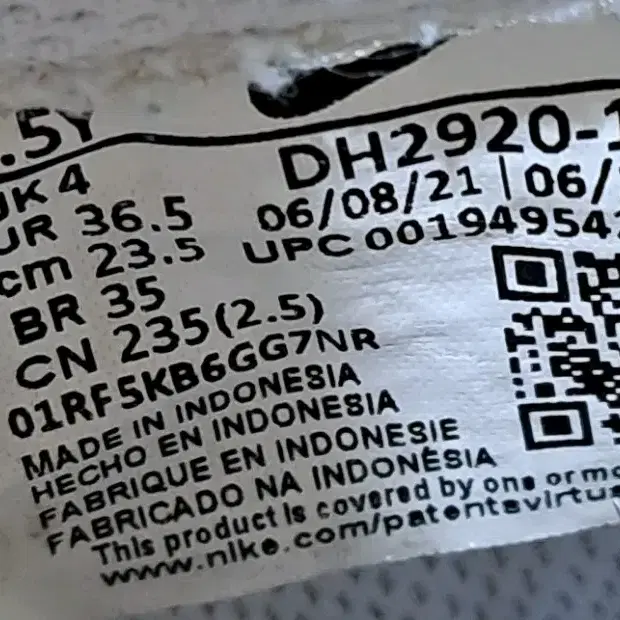 .5Y
UK 4
UR 36.5
cm 23.5
BR 35
CN 235(2.5)
01RF5KB6GG7NR
DH2920-1
06/08/21 | 06/
UPC 001949542
MADE IN INDONESIA
HECHO EN INDONESIA
FABRIQUE EN INDONESIE
FABRICADO NA INDONÉSIA
This product is covered by one or mo
www.nike.com/patentsvirtu